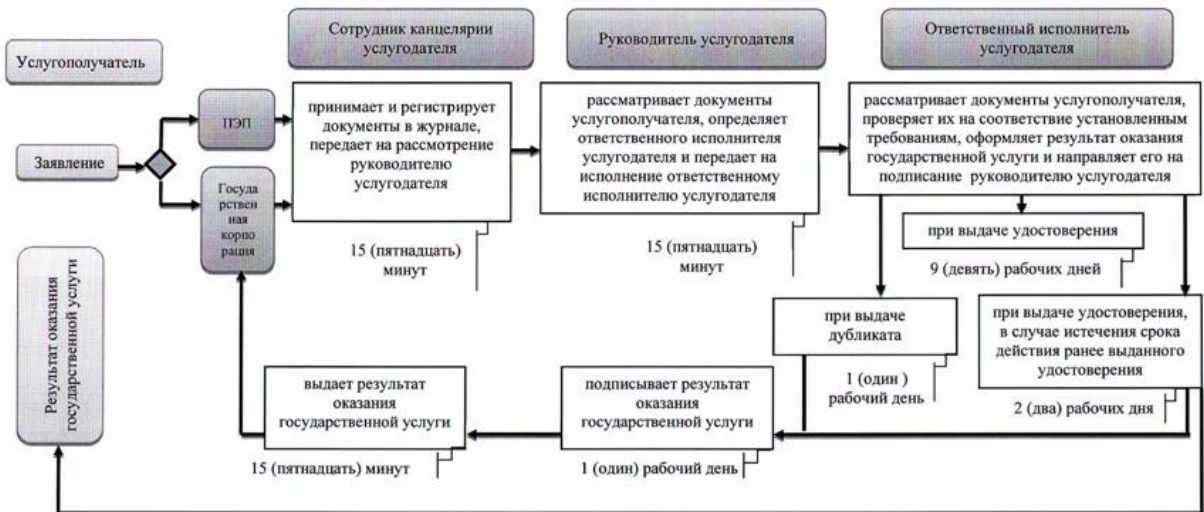 Услугополучатель
Сотрудник канцелярии
услугодателя
Руководитель услугодателя
Ответственный исполнитель
услугодателя
Заявление
ПЭП
Госуда
рствен
ная
корпо
рация
принимает и регистрирует
документы в журнале,
передает на рассмотрение
руководителю
услугодателя
15 (пятнадцать)
минут
рассматривает документы
услугополучателя, определяет
ответственного исполнителя
услугодателя и передает на
исполнение ответственному
исполнителю услугодателя
15 (пятнадцать)
минут
рассматривает документы услугополучателя,
проверяет их на соответствие установленным
требованиям, оформляет результат оказания
государственной услуги и направляет его на
подписание руководителю услугодателя
при выдаче удостоверения
9 (девять) рабочих дней
при выдаче
дубликата
1 (один )
рабочий день
при выдаче удостоверения,
в случае истечения срока
действия ранее выданного
удостоверения
2 (два) рабочих дня
подписывает результат
оказания
государственной услуги
1 (один) рабочий день
выдает результат
оказания
государственной услуги
15 (пятнадцать) минут
Результат оказания
государственной услуги